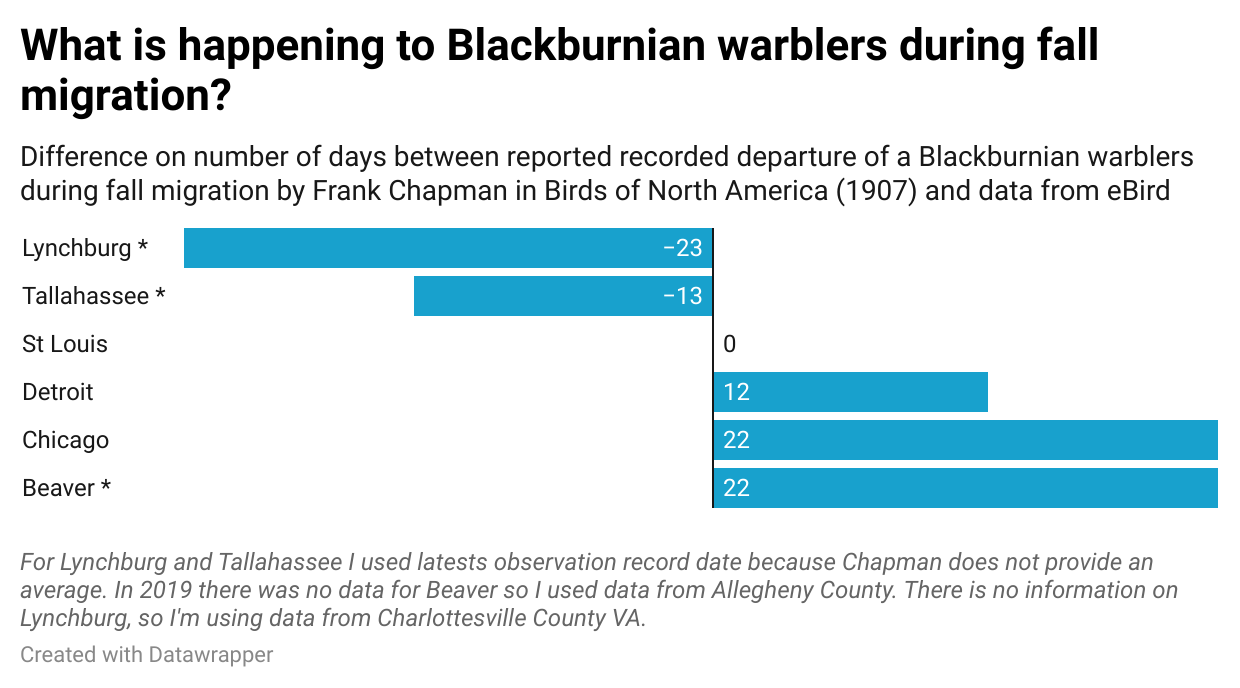 What is happening to Blackburnian warblers during fall
migration?
Difference on number of days between reported recorded departure of a Blackburnian warblers
during fall migration by Frank Chapman in Birds of North America (1907) and data from eBird
Lynchburg * −23
Tallahassee * −13
St Louis 0
Detroit 12
Chicago 22
Beaver * 22
For Lynchburg and Tallahassee I used latests observation record date because Chapman does not provide an
average. In 2019 there was no data for Beaver so I used data from Allegheny County. There is no information on
Lynchburg, so I'm using data from Charlottesville County VA.
Created with Datawrapper